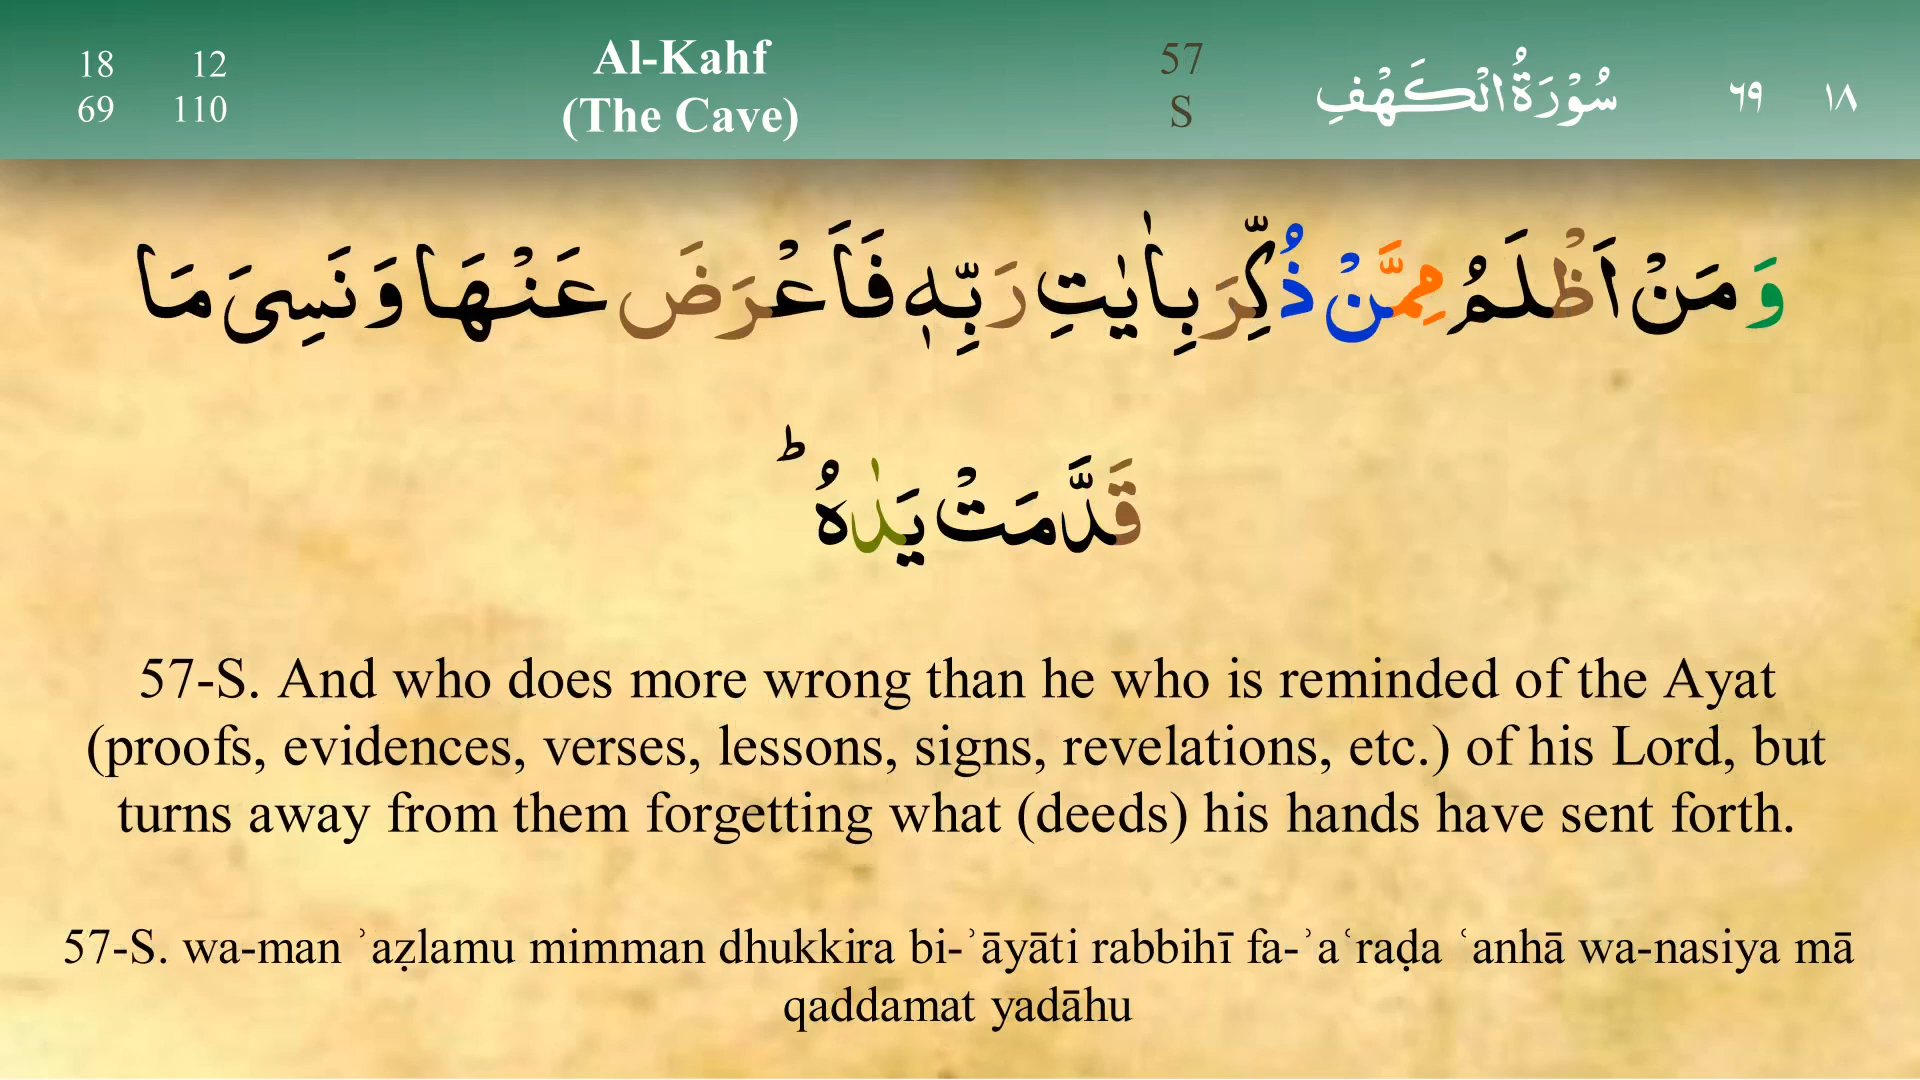 18 12
69 110
Al-Kahf
(The Cave)
57
S
سُوْرَةُ الْكَهْفِ
٦٩ ١٨
وَ مَنْ اَظْلَمُ مِمَّنْ ذُكِّرَ بِاٰيٰتِ رَبِّهٖ فَاَعْرَضَ عَنْهَا وَ نَسِیَ مَا
قَدَّمَتْ یَدٰهُ ؕ
57-S. And who does more wrong than he who is reminded of the Ayat
(proofs, evidences, verses, lessons, signs, revelations, etc.) of his Lord, but
turns away from them forgetting what (deeds) his hands have sent forth.
57-S. wa-man ʾaẓlamu mimman dhukkira bi-ʾāyāti rabbihī fa-ʾaʿraḍa ʿanhā wa-nasiya mā
qaddamat yadāhu